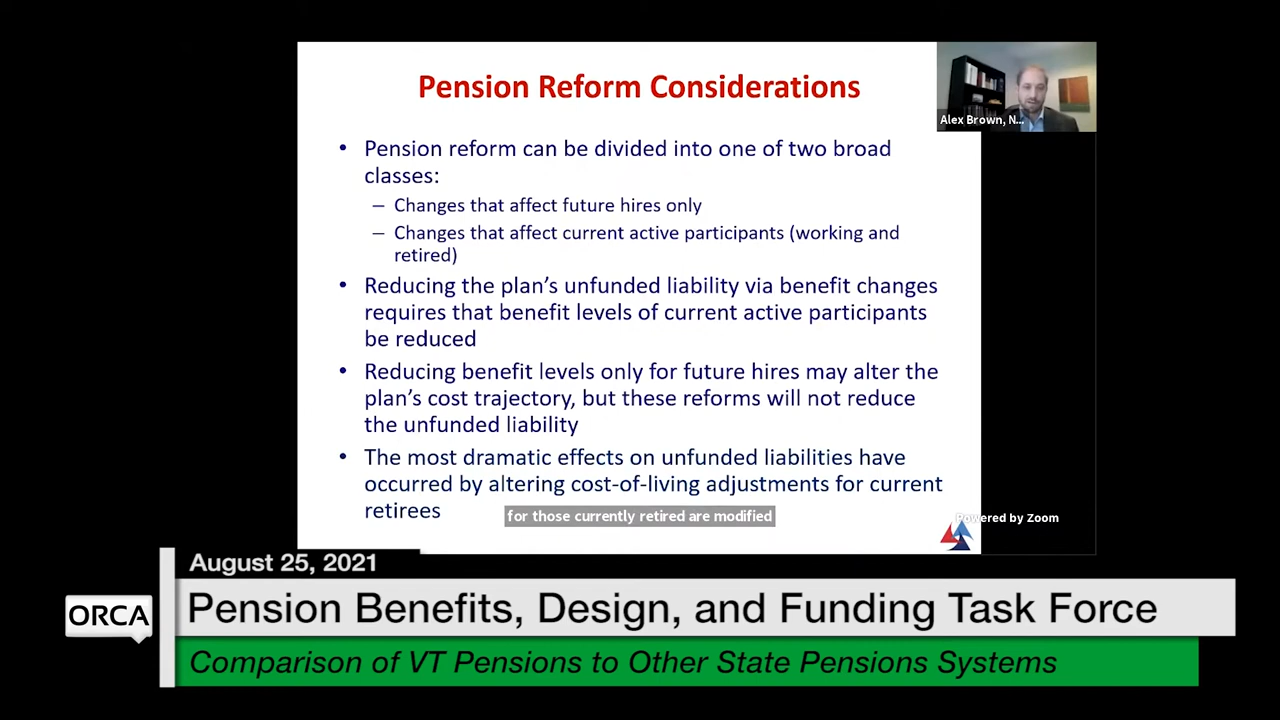 Pension Reform Considerations
Alex Brown, N...
• Pension reform can be divided into one of two broad
classes:
– Changes that affect future hires only
– Changes that affect current active participants (working and
retired)
• Reducing the plan’s unfunded liability via benefit changes
requires that benefit levels of current active participants
be reduced
• Reducing benefit levels only for future hires may alter the
plan’s cost trajectory, but these reforms will not reduce
the unfunded liability
• The most dramatic effects on unfunded liabilities have
occurred by altering cost-of-living adjustments for current
retirees
for those currently retired are modified
Powered by Zoom
August 25, 2021
ORCA
Pension Benefits, Design, and Funding Task Force
Comparison of VT Pensions to Other State Pensions Systems